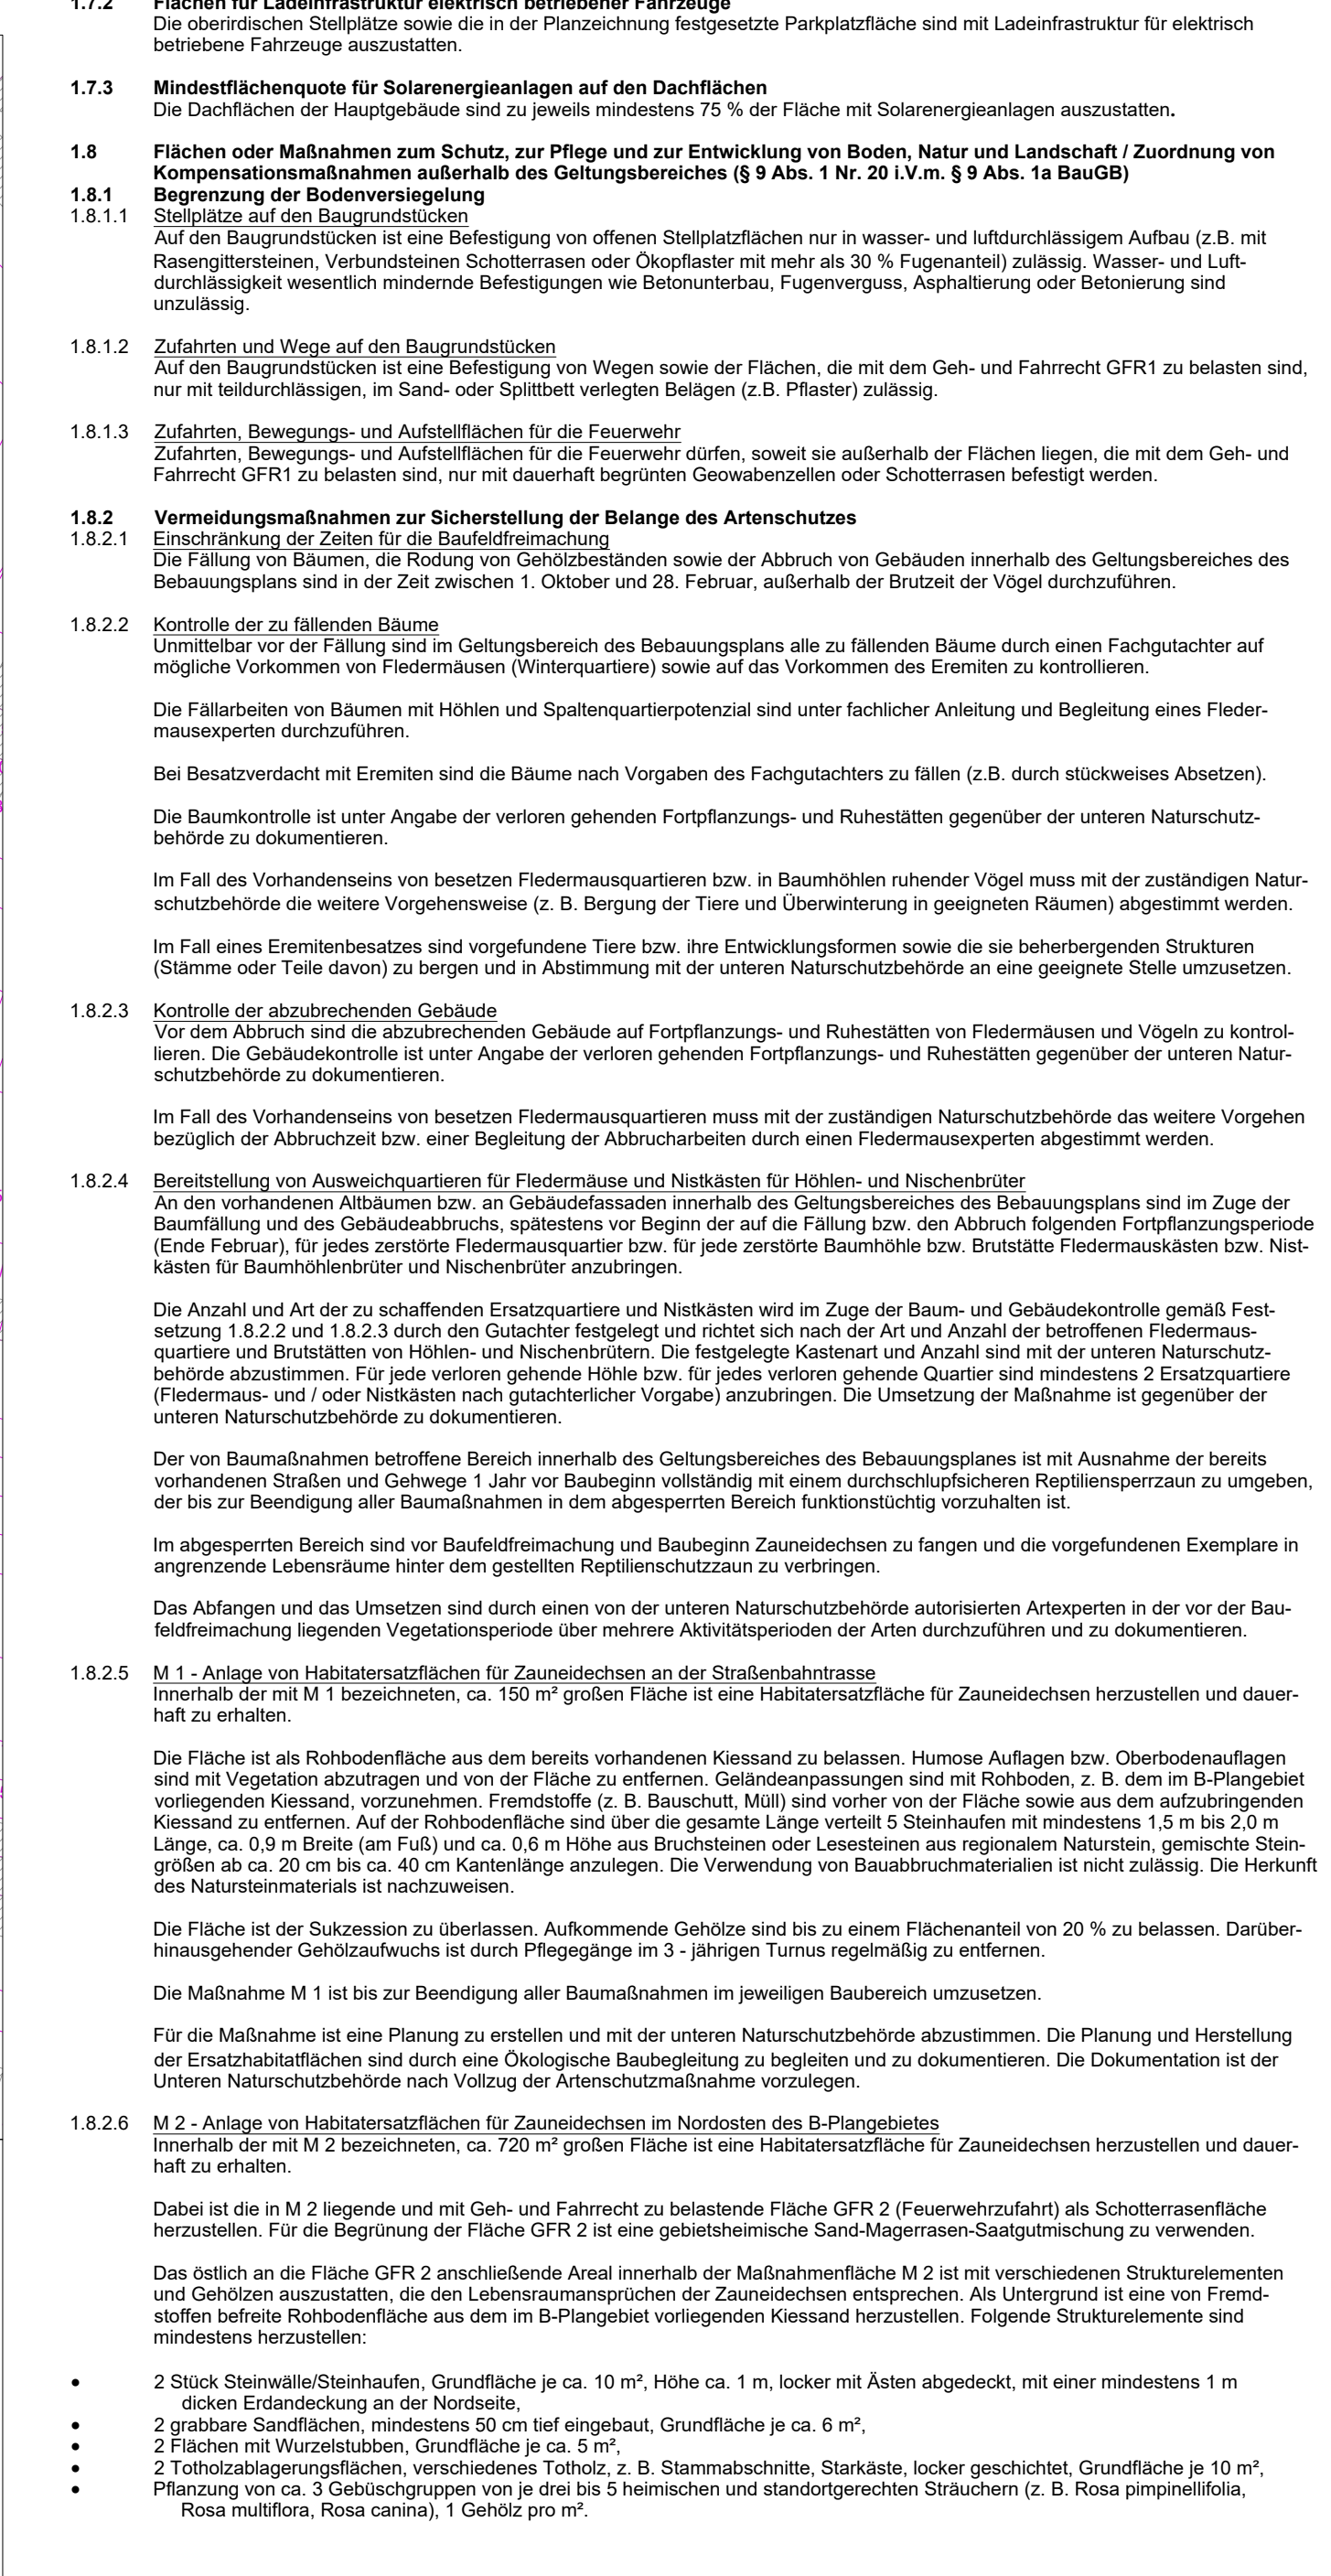 1.7.2 Flächen für Ladeinfrastruktur elektrisch betriebener Fahrzeuge
Die oberirdischen Stellplätze sowie die in der Planzeichnung festgesetzte Parkplatzfläche sind mit Ladeinfrastruktur für elektrisch
betriebene Fahrzeuge auszustatten.
1.7.3 Mindestflächenquote für Solarenergieanlagen auf den Dachflächen
Die Dachflächen der Hauptgebäude sind zu jeweils mindestens 75 % der Fläche mit Solarenergieanlagen auszustatten.
1.8 Flächen oder Maßnahmen zum Schutz, zur Pflege und zur Entwicklung von Boden, Natur und Landschaft / Zuordnung von
Kompensationsmaßnahmen außerhalb des Geltungsbereiches (§ 9 Abs. 1 Nr. 20 i.V.m. § 9 Abs. 1a BauGB)
1.8.1 Begrenzung der Bodenversiegelung
1.8.1.1 Stellplätze auf den Baugrundstücken
Auf den Baugrundstücken ist eine Befestigung von offenen Stellplatzflächen nur in wasser- und luftdurchlässigem Aufbau (z.B. mit
Rasengittersteinen, Verbundsteinen Schotterrasen oder Ökopflaster mit mehr als 30 % Fugenanteil) zulässig. Wasser- und Luft-
durchlässigkeit wesentlich mindernde Befestigungen wie Betonunterbau, Fugenverguss, Asphaltierung oder Betonierung sind
unzulässig.
1.8.1.2 Zufahrten und Wege auf den Baugrundstücken
Auf den Baugrundstücken ist eine Befestigung von Wegen sowie der Flächen, die mit dem Geh- und Fahrrecht GFR1 zu belasten sind,
nur mit teildurchlässigen, im Sand- oder Splittbett verlegten Belägen (z.B. Pflaster) zulässig.
1.8.1.3 Zufahrten, Bewegungs- und Aufstellflächen für die Feuerwehr
Zufahrten, Bewegungs- und Aufstellflächen für die Feuerwehr dürfen, soweit sie außerhalb der Flächen liegen, die mit dem Geh- und
Fahrrecht GFR1 zu belasten sind, nur mit dauerhaft begrünten Geowabenzellen oder Schotterrasen befestigt werden.
1.8.2 Vermeidungsmaßnahmen zur Sicherstellung der Belange des Artenschutzes
1.8.2.1 Einschränkung der Zeiten für die Baufeldfreimachung
Die Fällung von Bäumen, die Rodung von Gehölzbeständen sowie der Abbruch von Gebäuden innerhalb des Geltungsbereiches des
Bebauungsplans sind in der Zeit zwischen 1. Oktober und 28. Februar, außerhalb der Brutzeit der Vögel durchzuführen.
1.8.2.2 Kontrolle der zu fällenden Bäume
Unmittelbar vor der Fällung sind im Geltungsbereich des Bebauungsplans alle zu fällenden Bäume durch einen Fachgutachter auf
mögliche Vorkommen von Fledermäusen (Winterquartiere) sowie auf das Vorkommen des Eremiten zu kontrollieren.
Die Fällarbeiten von Bäumen mit Höhlen und Spaltenquartierpotenzial sind unter fachlicher Anleitung und Begleitung eines Fleder-
mausexperten durchzuführen.
Bei Besatzverdacht mit Eremiten sind die Bäume nach Vorgaben des Fachgutachters zu fällen (z.B. durch stückweises Absetzen).
Die Baumkontrolle ist unter Angabe der verloren gehenden Fortpflanzungs- und Ruhestätten gegenüber der unteren Naturschutz-
behörde zu dokumentieren.
Im Fall des Vorhandenseins von besetzen Fledermausquartieren bzw. in Baumhöhlen ruhender Vögel muss mit der zuständigen Natur-
schutzbehörde die weitere Vorgehensweise (z. B. Bergung der Tiere und Überwinterung in geeigneten Räumen) abgestimmt werden.
Im Fall eines Eremitenbesatzes sind vorgefundene Tiere bzw. ihre Entwicklungsformen sowie die sie beherbergenden Strukturen
(Stämme oder Teile davon) zu bergen und in Abstimmung mit der unteren Naturschutzbehörde an eine geeignete Stelle umzusetzen.
1.8.2.3 Kontrolle der abzubrechenden Gebäude
Vor dem Abbruch sind die abzubrechenden Gebäude auf Fortpflanzungs- und Ruhestätten von Fledermäusen und Vögeln zu kontrol-
lieren. Die Gebäudekontrolle ist unter Angabe der verloren gehenden Fortpflanzungs- und Ruhestätten gegenüber der unteren Natur-
schutzbehörde zu dokumentieren.
Im Fall des Vorhandenseins von besetzen Fledermausquartieren muss mit der zuständigen Naturschutzbehörde das weitere Vorgehen
bezüglich der Abbruchzeit bzw. einer Begleitung der Abbrucharbeiten durch einen Fledermausexperten abgestimmt werden.
1.8.2.4 Bereitstellung von Ausweichquartieren für Fledermäuse und Nistkästen für Höhlen- und Nischenbrüter
An den vorhandenen Altbäumen bzw. an Gebäudefassaden innerhalb des Geltungsbereiches des Bebauungsplans sind im Zuge der
Baumfällung und des Gebäudeabbruchs, spätestens vor Beginn der auf die Fällung bzw. den Abbruch folgenden Fortpflanzungsperiode
(Ende Februar), für jedes zerstörte Fledermausquartier bzw. für jede zerstörte Baumhöhle bzw. Brutstätte Fledermauskästen bzw. Nist-
kästen für Baumhöhlenbrüter und Nischenbrüter anzubringen.
Die Anzahl und Art der zu schaffenden Ersatzquartiere und Nistkästen wird im Zuge der Baum- und Gebäudekontrolle gemäß Fest-
setzung 1.8.2.2 und 1.8.2.3 durch den Gutachter festgelegt und richtet sich nach der Art und Anzahl der betroffenen Fledermaus-
quartiere und Brutstätten von Höhlen- und Nischenbrütern. Die festgelegte Kastenart und Anzahl sind mit der unteren Naturschutz-
behörde abzustimmen. Für jede verloren gehende Höhle bzw. für jedes verloren gehende Quartier sind mindestens 2 Ersatzquartiere
(Fledermaus- und / oder Nistkästen nach gutachterlicher Vorgabe) anzubringen. Die Umsetzung der Maßnahme ist gegenüber der
unteren Naturschutzbehörde zu dokumentieren.
Der von Baumaßnahmen betroffene Bereich innerhalb des Geltungsbereiches des Bebauungsplanes ist mit Ausnahme der bereits
vorhandenen Straßen und Gehwege 1 Jahr vor Baubeginn vollständig mit einem durchschlupfsicheren Reptiliensperrzaun zu umgeben,
der bis zur Beendigung aller Baumaßnahmen in dem abgesperrten Bereich funktionstüchtig vorzuhalten ist.
Im abgesperrten Bereich sind vor Baufeldfreimachung und Baubeginn Zauneidechsen zu fangen und die vorgefundenen Exemplare in
angrenzende Lebensräume hinter dem gestellten Reptilienschutzzaun zu verbringen.
Das Abfangen und das Umsetzen sind durch einen von der unteren Naturschutzbehörde autorisierten Artexperten in der vor der Bau-
feldfreimachung liegenden Vegetationsperiode über mehrere Aktivitätsperioden der Arten durchzuführen und zu dokumentieren.
1.8.2.5 M 1 - Anlage von Habitatersatzflächen für Zauneidechsen an der Straßenbahntrasse
Innerhalb der mit M 1 bezeichneten, ca. 150 m² großen Fläche ist eine Habitatersatzfläche für Zauneidechsen herzustellen und dauer-
haft zu erhalten.
Die Fläche ist als Rohbodenfläche aus dem bereits vorhandenen Kiessand zu belassen. Humose Auflagen bzw. Oberbodenauflagen
sind mit Vegetation abzutragen und von der Fläche zu entfernen. Geländeanpassungen sind mit Rohboden, z. B. dem im B-Plangebiet
vorliegenden Kiessand, vorzunehmen. Fremdstoffe (z. B. Bauschutt, Müll) sind vorher von der Fläche sowie aus dem aufzubringenden
Kiessand zu entfernen. Auf der Rohbodenfläche sind über die gesamte Länge verteilt 5 Steinhaufen mit mindestens 1,5 m bis 2,0 m
Länge, ca. 0,9 m Breite (am Fuß) und ca. 0,6 m Höhe aus Bruchsteinen oder Lesesteinen aus regionalem Naturstein, gemischte Stein-
größen ab ca. 20 cm bis ca. 40 cm Kantenlänge anzulegen. Die Verwendung von Bauabbruchmaterialien ist nicht zulässig. Die Herkunft
des Natursteinmaterials ist nachzuweisen.
Die Fläche ist der Sukzession zu überlassen. Aufkommende Gehölze sind bis zu einem Flächenanteil von 20 % zu belassen. Darüber-
hinausgehender Gehölzaufwuchs ist durch Pflegegänge im 3 - jährigen Turnus regelmäßig zu entfernen.
Die Maßnahme M 1 ist bis zur Beendigung aller Baumaßnahmen im jeweiligen Baubereich umzusetzen.
Für die Maßnahme ist eine Planung zu erstellen und mit der unteren Naturschutzbehörde abzustimmen. Die Planung und Herstellung
der Ersatzhabitatflächen sind durch eine Ökologische Baubegleitung zu begleiten und zu dokumentieren. Die Dokumentation ist der
Unteren Naturschutzbehörde nach Vollzug der Artenschutzmaßnahme vorzulegen.
1.8.2.6 M 2 - Anlage von Habitatersatzflächen für Zauneidechsen im Nordosten des B-Plangebietes
Innerhalb der mit M 2 bezeichneten, ca. 720 m² großen Fläche ist eine Habitatersatzfläche für Zauneidechsen herzustellen und dauer-
haft zu erhalten.
Dabei ist die in M 2 liegende und mit Geh- und Fahrrecht zu belastende Fläche GFR 2 (Feuerwehrzufahrt) als Schotterrasenfläche
herzustellen. Für die Begrünung der Fläche GFR 2 ist eine gebietsheimische Sand-Magerrasen-Saatgutmischung zu verwenden.
Das östlich an die Fläche GFR 2 anschließende Areal innerhalb der Maßnahmenfläche M 2 ist mit verschiedenen Strukturelementen
und Gehölzen auszustatten, die den Lebensraumansprüchen der Zauneidechsen entsprechen. Als Untergrund ist eine von Fremd-
stoffen befreite Rohbodenfläche aus dem im B-Plangebiet vorliegenden Kiessand herzustellen. Folgende Strukturelemente sind
mindestens herzustellen:
• 2 Stück Steinwälle/Steinhaufen, Grundfläche je ca. 10 m², Höhe ca. 1 m, locker mit Ästen abgedeckt, mit einer mindestens 1 m
dicken Erdandeckung an der Nordseite,
• 2 grabbare Sandflächen, mindestens 50 cm tief eingebaut, Grundfläche je ca. 6 m²,
• 2 Flächen mit Wurzelstubben, Grundfläche je ca. 5 m²,
• 2 Totholzablagerungsflächen, verschiedenes Totholz, z. B. Stammabschnitte, Starkäste, locker geschichtet, Grundfläche je 10 m²,
• Pflanzung von ca. 3 Gebüschgruppen von je drei bis 5 heimischen und standortgerechten Sträuchern (z. B. Rosa pimpinellifolia,
Rosa multiflora, Rosa canina), 1 Gehölz pro m².